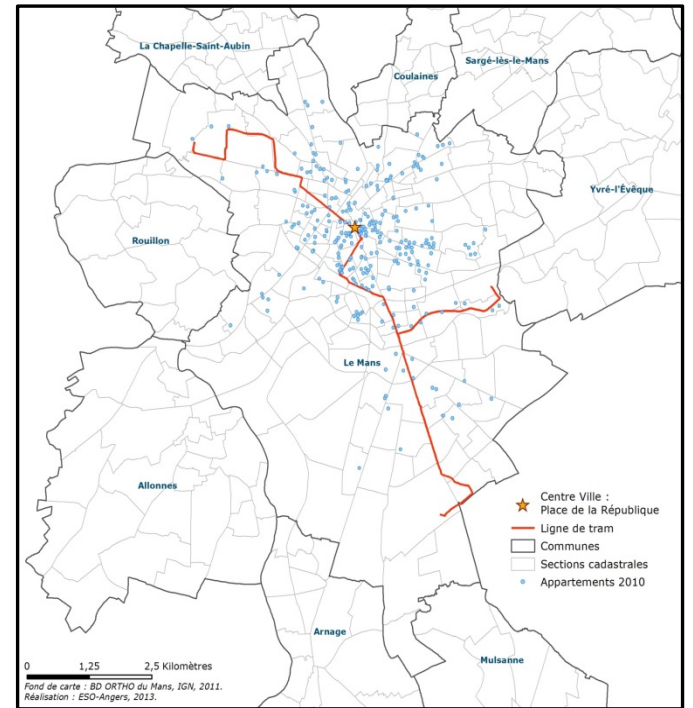 La Chapelle-Saint-Aubin
Sargé-lès-le-Mans
Coulaines
Yvré-l'Évêque
Rouillon
Le Mans
Allonnes
Centre Ville :
Place de la République
Ligne de tram
Communes
Sections cadastrales
Appartements 2010
Arnage
Mulsanne
0 1,25 2,5 Kilomètres
Fond de carte : BD ORTHO du Mans, IGN, 2011.
Réalisation : ESO-Angers, 2013.